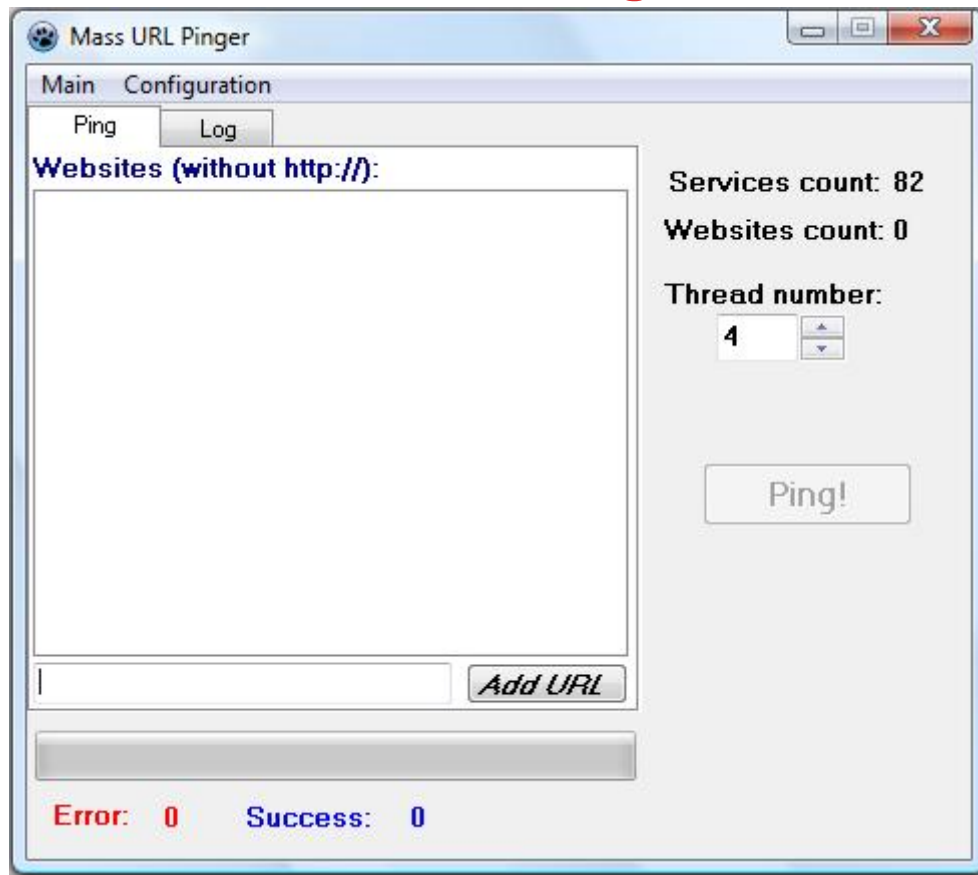 Mass URL Pinger
Main Configuration
Ping Log
Websites (without http://):
Services count: 82
Websites count: 0
Thread number:
4
Ping!
Add URL
Error: 0 Success: 0